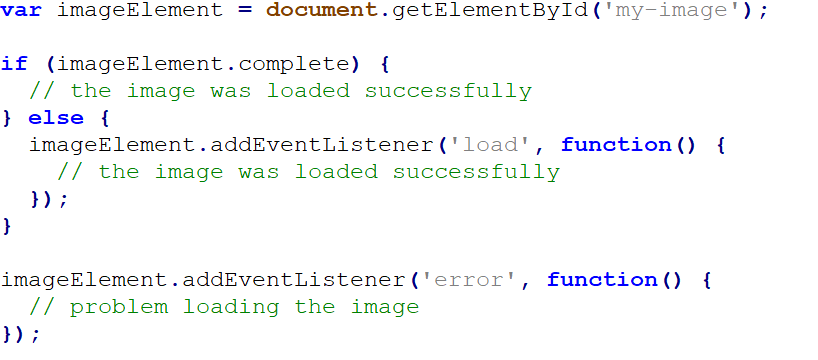 var imageElement = document.getElementById('my-image');
if (imageElement.complete) {
// the image was loaded successfully
} else {
imageElement.addEventListener('load', function() {
// the image was loaded successfully
});
}
imageElement.addEventListener('error', function() {
// problem loading the image
});